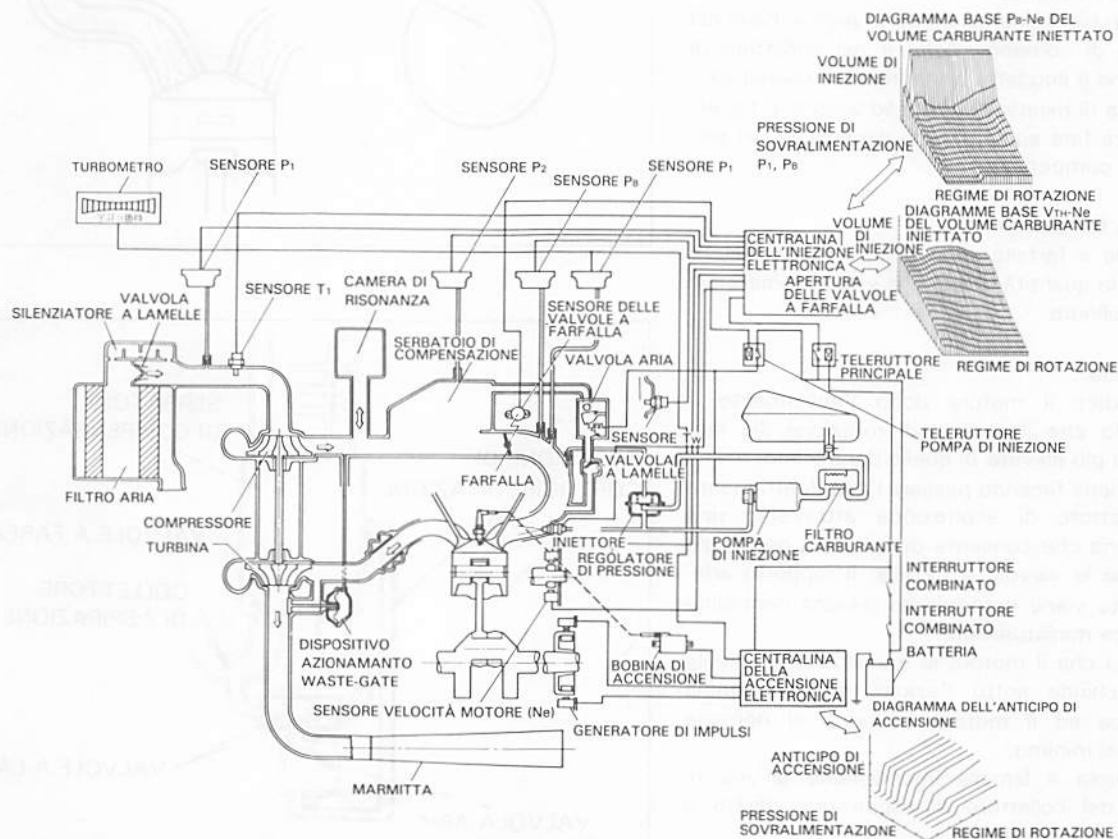 DIAGRAMMA BASE PB-Ne DEL
VOLUME CARBURANTE INIETTATO
VOLUME DI
INIEZIONE
PRESSIONE DI
SOVRALIMENTAZIONE
P1, PB
REGIME DI ROTAZIONE
TURBOMETRO
SENSORE P1
SENSORE P2
SENSORE PB
SENSORE P1
DIAGRAMME BASE VTH-Ne
DEL VOLUME CARBURANTE
INIETTATO
VOLUME
DI
INIEZIONE
CENTRALINA
DELL'INIEZIONE
ELETTRONICA
APERTURA
DELLE VALVOLE
A FARFALLA
REGIME DI ROTAZIONE
SILENZIATORE
VALVOLA
A LAMELLE
SENSORE T1
CAMERA DI
RISONANZA
SERBATOIO DI
COMPENSAZIONE
SENSORE DELLE
VALVOLE A
FARFALLA
VALVOLA ARIA
TELERUTTORE
PRINCIPALE
TELERUTTORE
POMPA DI INIEZIONE
SENSORE TW
VALVOLA
A LAMELLE
FARFALLA
FILTRO ARIA
COMPRESSORE
TURBINA
INIETTORE
REGOLATORE
DI PRESSIONE
POMPA
DI INIEZIONE
FILTRO
CARBURANTE
INTERRUTTORE
COMBINATO
INTERRUTTORE
COMBINATO
BATTERIA
DISPOSITIVO
AZIONAMANTO
WASTE-GATE
BOBINA DI
ACCENSIONE
CENTRALINA
DELLA
ACCENSIONE
ELETTRONICA
SENSORE VELOCITÀ MOTORE (Ne)
GENERATORE DI IMPULSI
MARMITTA
DIAGRAMMA DELL'ANTICIPO DI
ACCENSIONE
ANTICIPO DI
ACCENSIONE
PRESSIONE DI
SOVRALIMENTAZIONE
REGIME DI ROTAZIONE